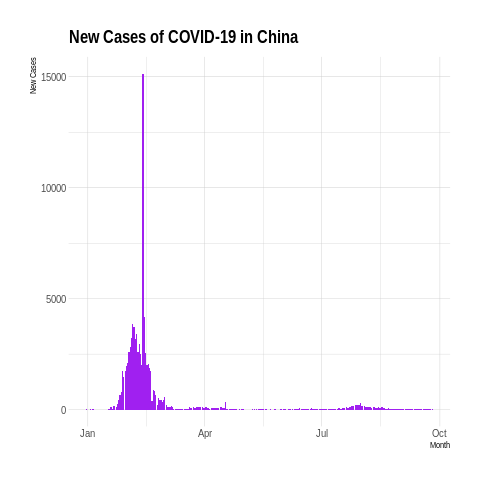 New Cases of COVID-19 in China
New Cases
15000
10000
5000
0
Jan Apr Jul Oct
Month